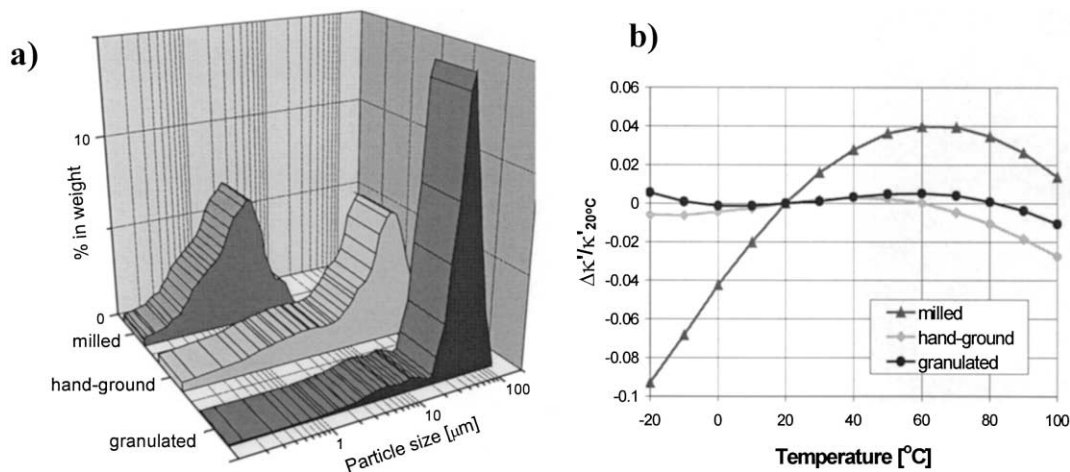 a)
10
% in weight
0
milled
hand-ground
granulated
1
10
100
Particle size [μm]
b)
0.06
0.04
0.02
0
-0.02
-0.04
-0.06
-0.08
-0.1
Δκ'/κ'20°C
milled
hand-ground
granulated
-20 0 20 40 60 80 100
Temperature [°C]